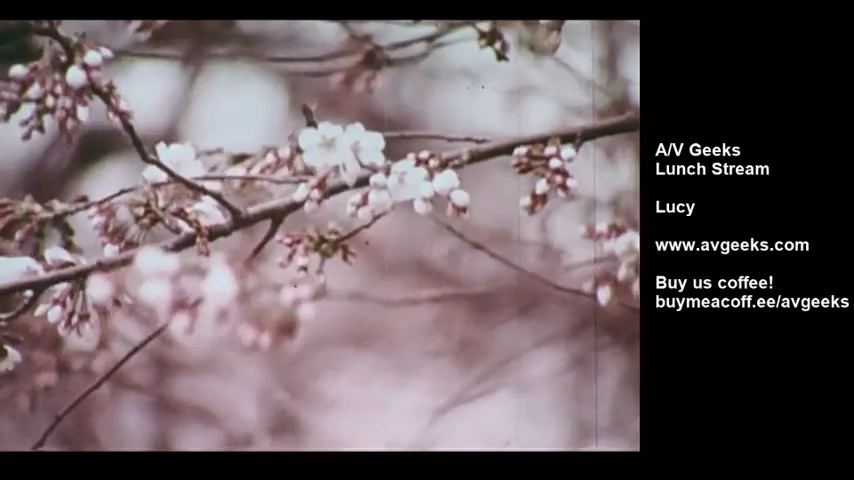 A/V Geeks
Lunch Stream
Lucy
www.avgeeks.com
Buy us coffee!
buymeacoff.ee/avgeeks